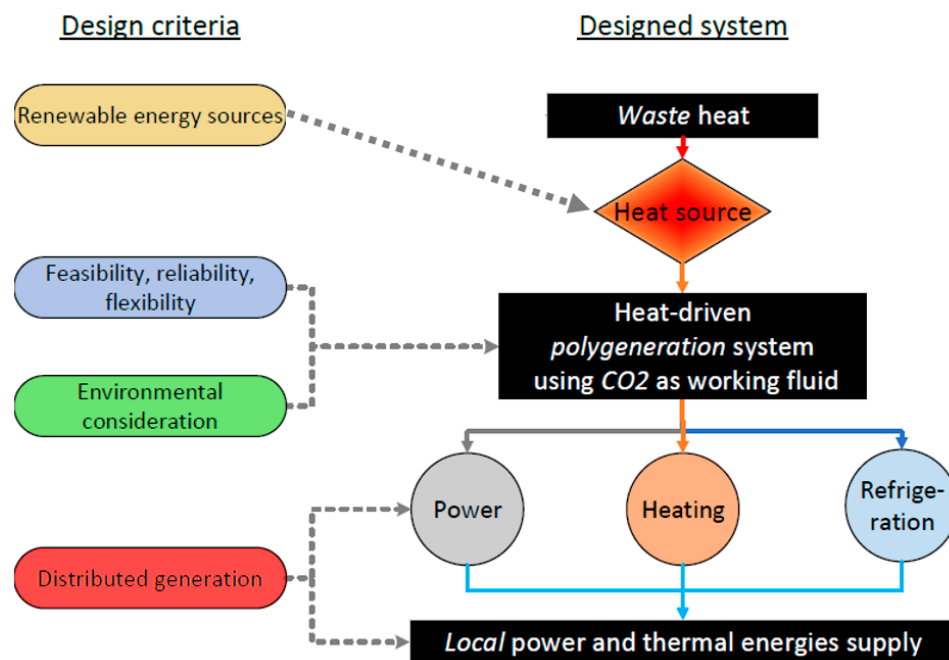 Design criteria
Designed system
Renewable energy sources
Waste heat
Heat source
Feasibility, reliability,
flexibility
Heat-driven
polygeneration system
using CO2 as working fluid
Environmental
consideration
Power
Heating
Refrige-
ration
Distributed generation
Local power and thermal energies supply